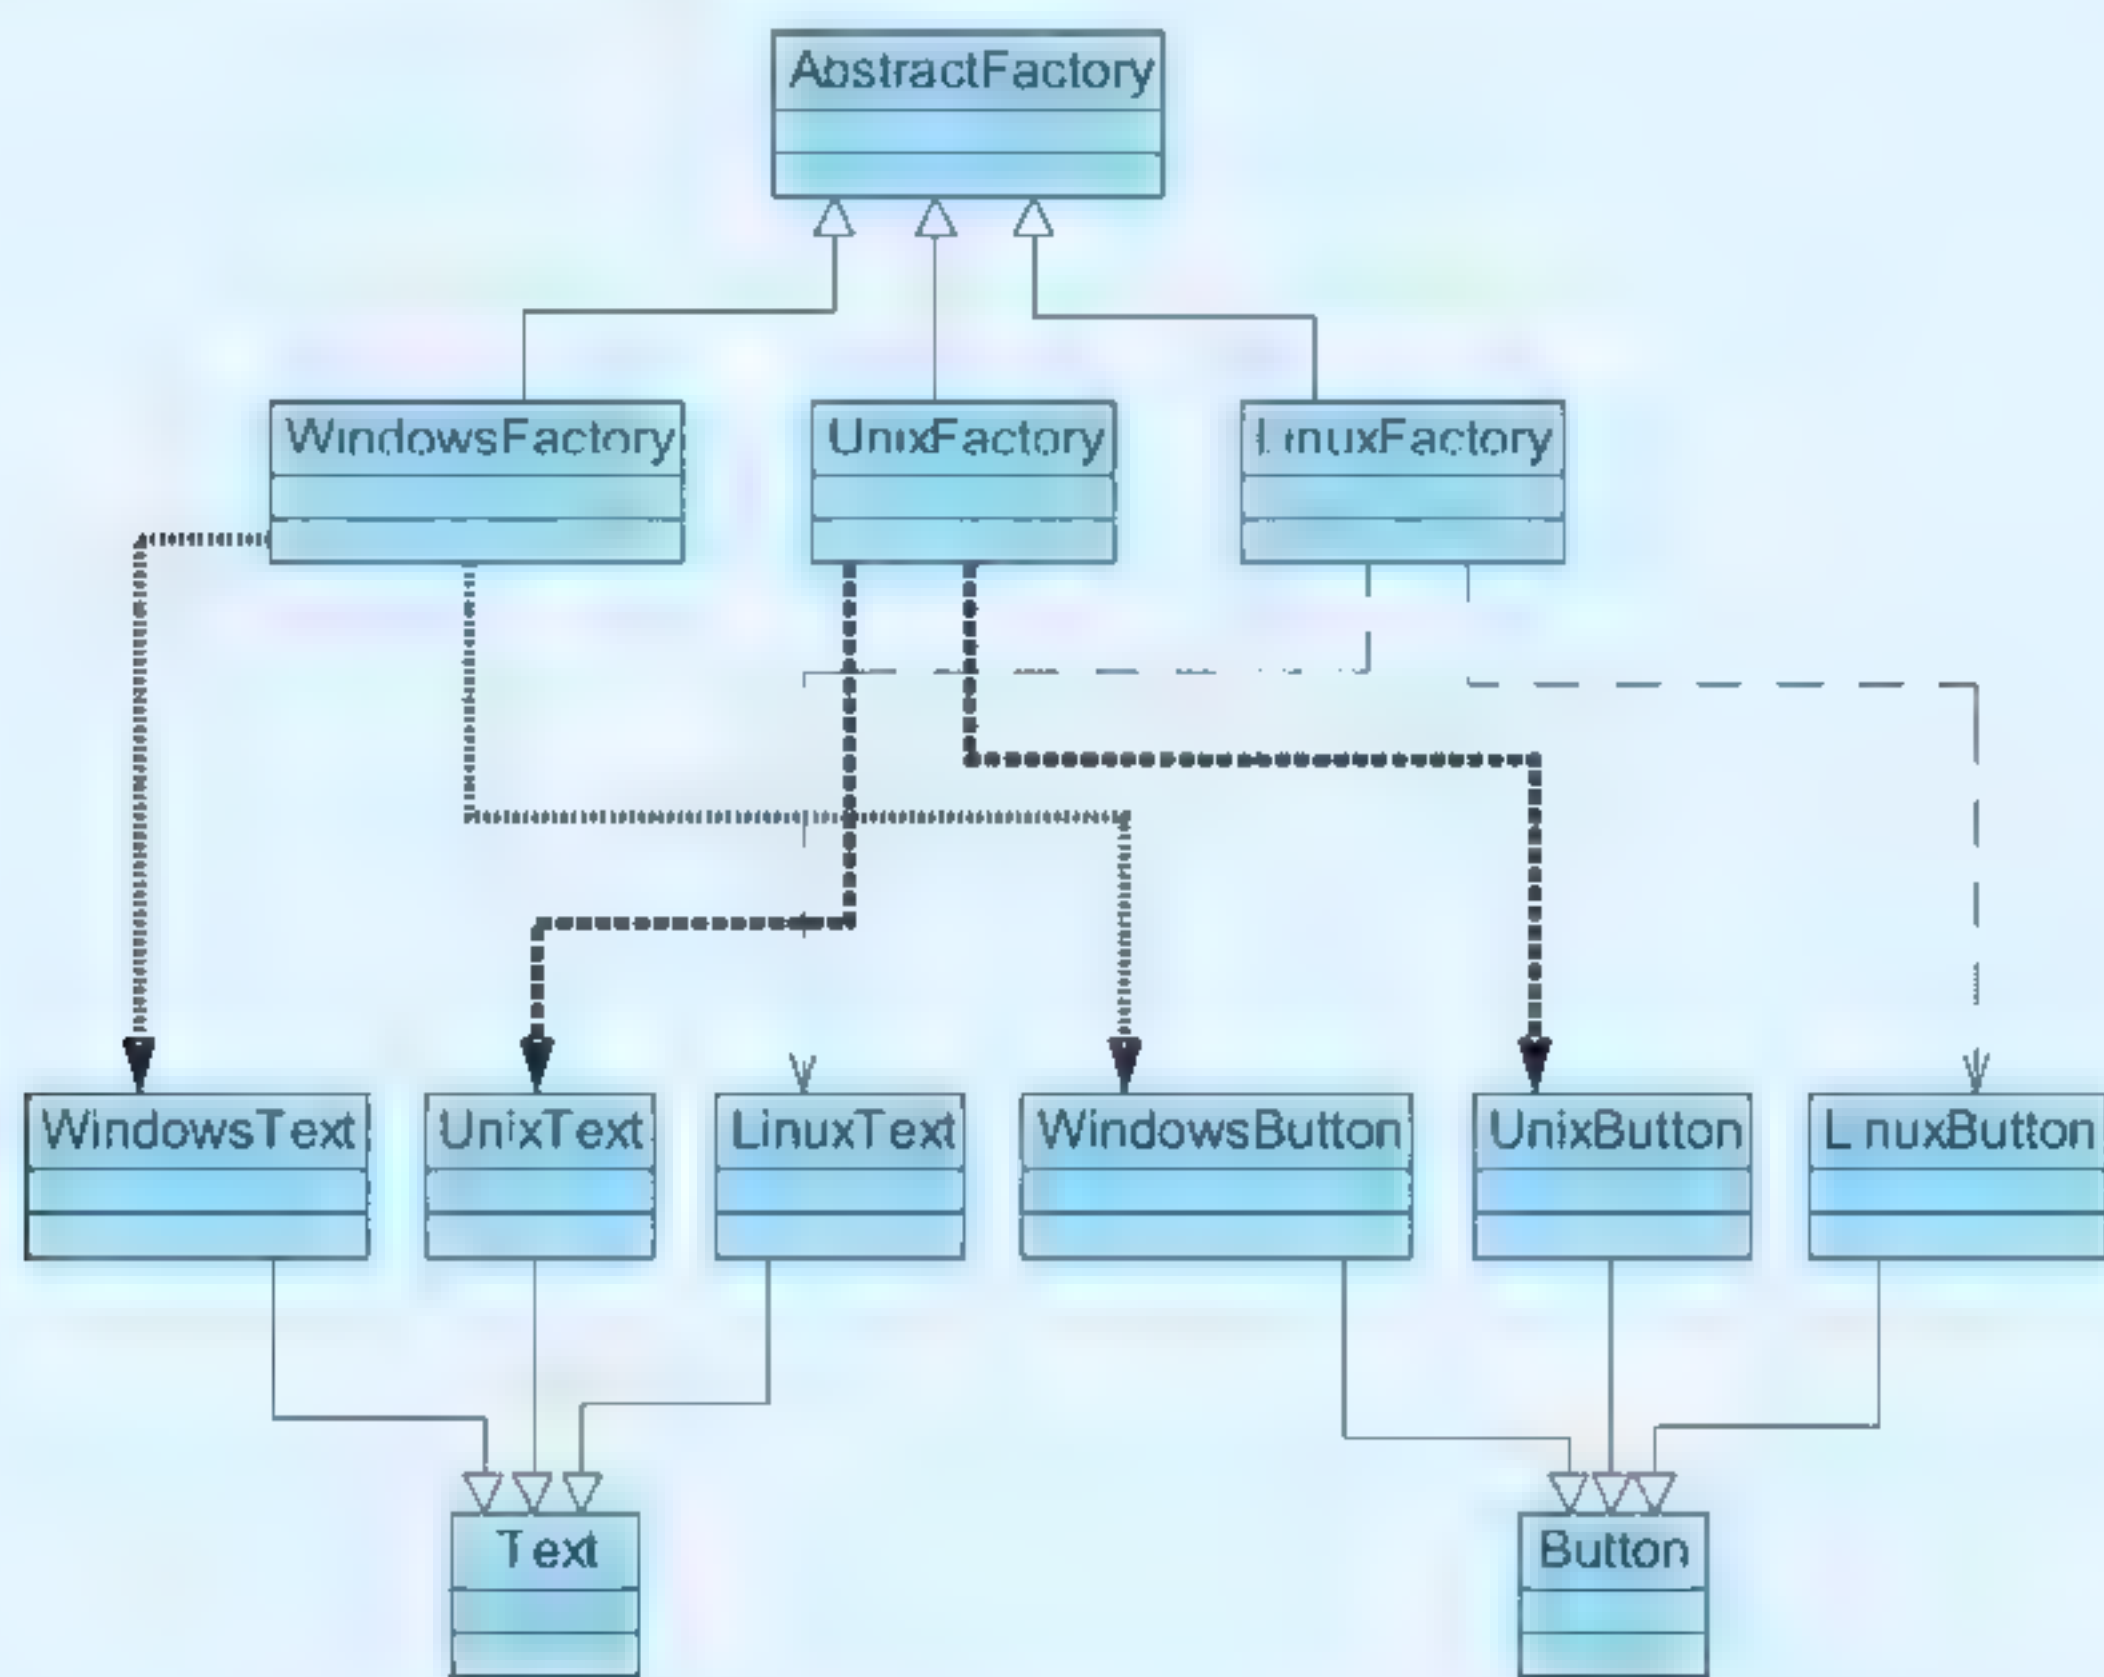 AbstractFactory
WindowsFactory
UnixFactory
LinuxFactory
WindowsText
UnixText
LinuxText
WindowsButton
UnixButton
LinuxButton
Text
Button